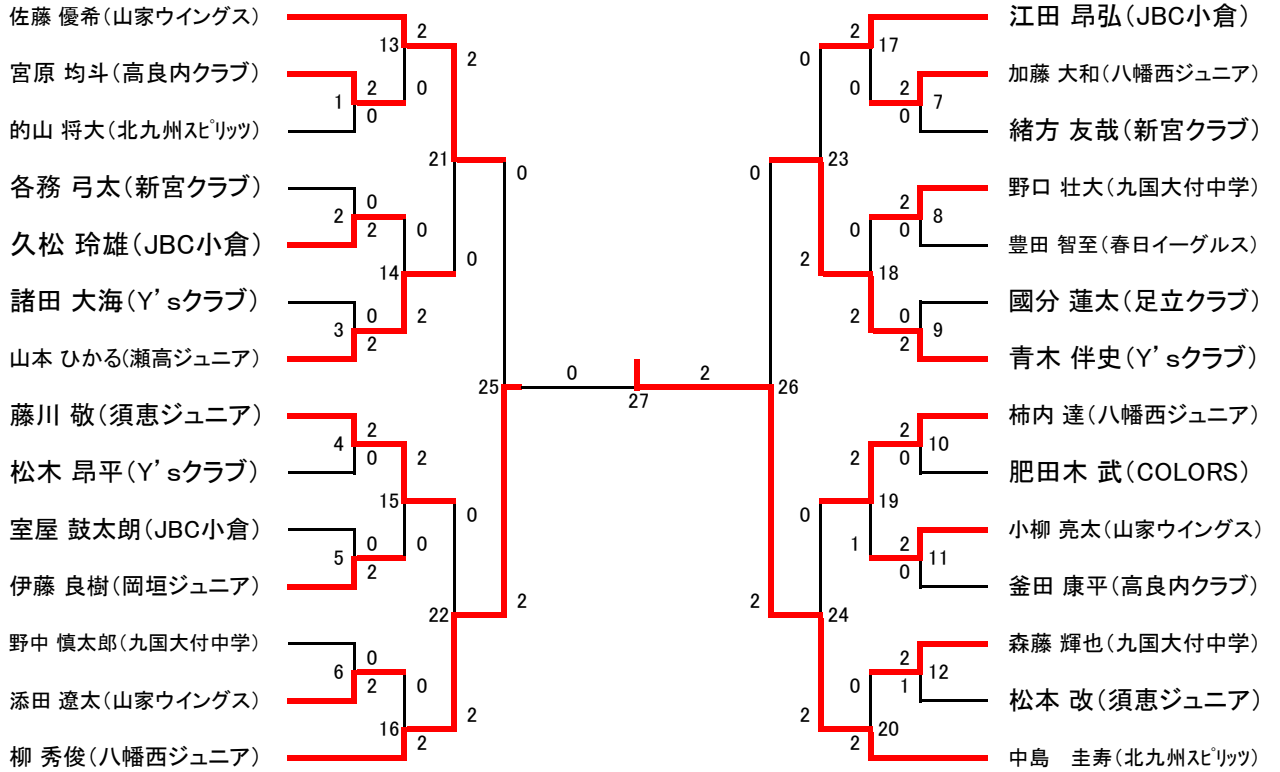 佐藤 優希(山家ウイングス)
宮原 均斗(高良内クラブ)
的山 将大(北九州スピリッツ)
各務 弓太(新宮クラブ)
久松 玲雄(JBC小倉)
諸田 大海(Y'sクラブ)
山本 ひかる(瀬高ジュニア)
藤川 敬(須恵ジュニア)
松木 昂平(Y'sクラブ)
室屋 鼓太朗(JBC小倉)
伊藤 良樹(岡垣ジュニア)
野中 慎太郎(九国大付中学)
添田 遼太(山家ウイングス)
柳 秀俊(八幡西ジュニア)
13 2
0
2
1 2
0
21
0
2 0
2
0
14
0
3 0
2
2
25
0
27
4 2
0
2
15
0
5 0
2
0
22
2
6 0
2
0
16 2
2
2 17
0
0
2 7
0
23
0
2 8
0
0
18
2
2
0 9
2
2
26
2 10
0
2
19
0
1
2 11
0
24
2
2 12
1
0
20
2
2
江田 昂弘(JBC小倉)
加藤 大和(八幡西ジュニア)
緒方 友哉(新宮クラブ)
野口 壮大(九国大付中学)
豊田 智至(春日イーグルス)
國分 蓮太(足立クラブ)
青木 伴史(Y'sクラブ)
柿内 達(八幡西ジュニア)
肥田木 武(COLORS)
小柳 亮太(山家ウイングス)
釜田 康平(高良内クラブ)
森藤 輝也(九国大付中学)
松本 改(須恵ジュニア)
中島 圭寿(北九州スピリッツ)